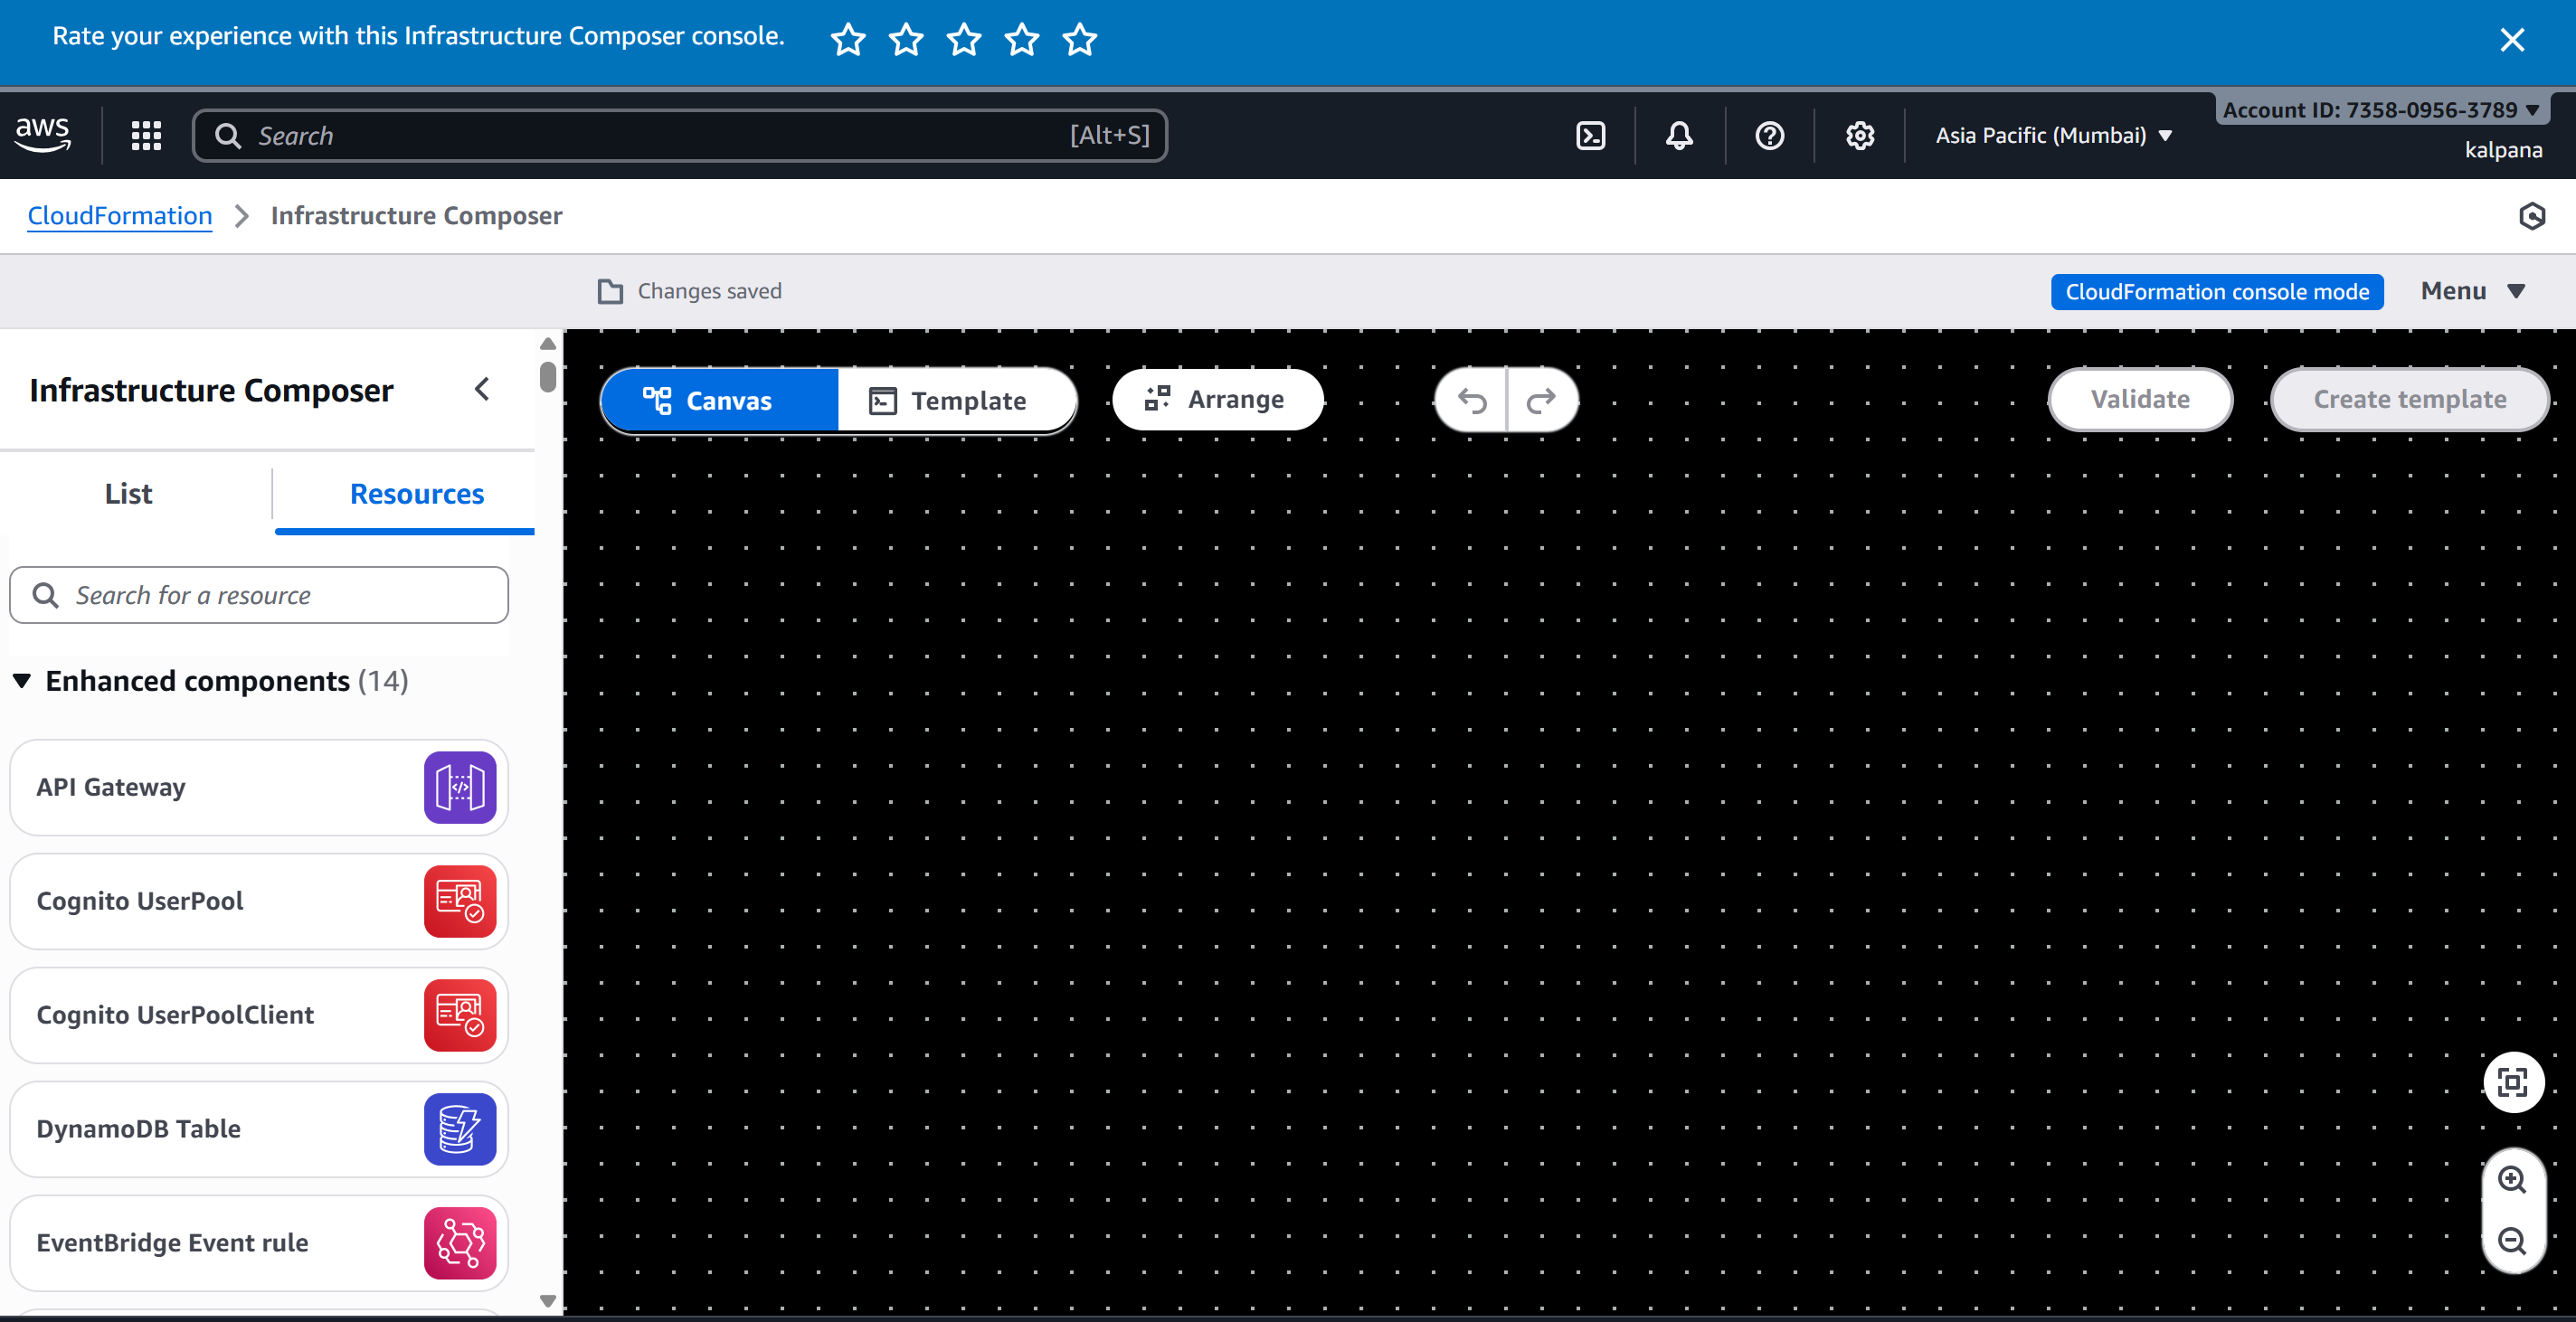 Rate your experience with this Infrastructure Composer console.
aws
Search [Alt+S]
Asia Pacific (Mumbai)
Account ID: 7358-0956-3789
kalpana
CloudFormation
Infrastructure Composer
Changes saved
CloudFormation console mode
Menu
Infrastructure Composer
Canvas
Template
Arrange
Validate
Create template
List
Resources
Search for a resource
Enhanced components (14)
API Gateway
Cognito UserPool
Cognito UserPoolClient
DynamoDB Table
EventBridge Event rule